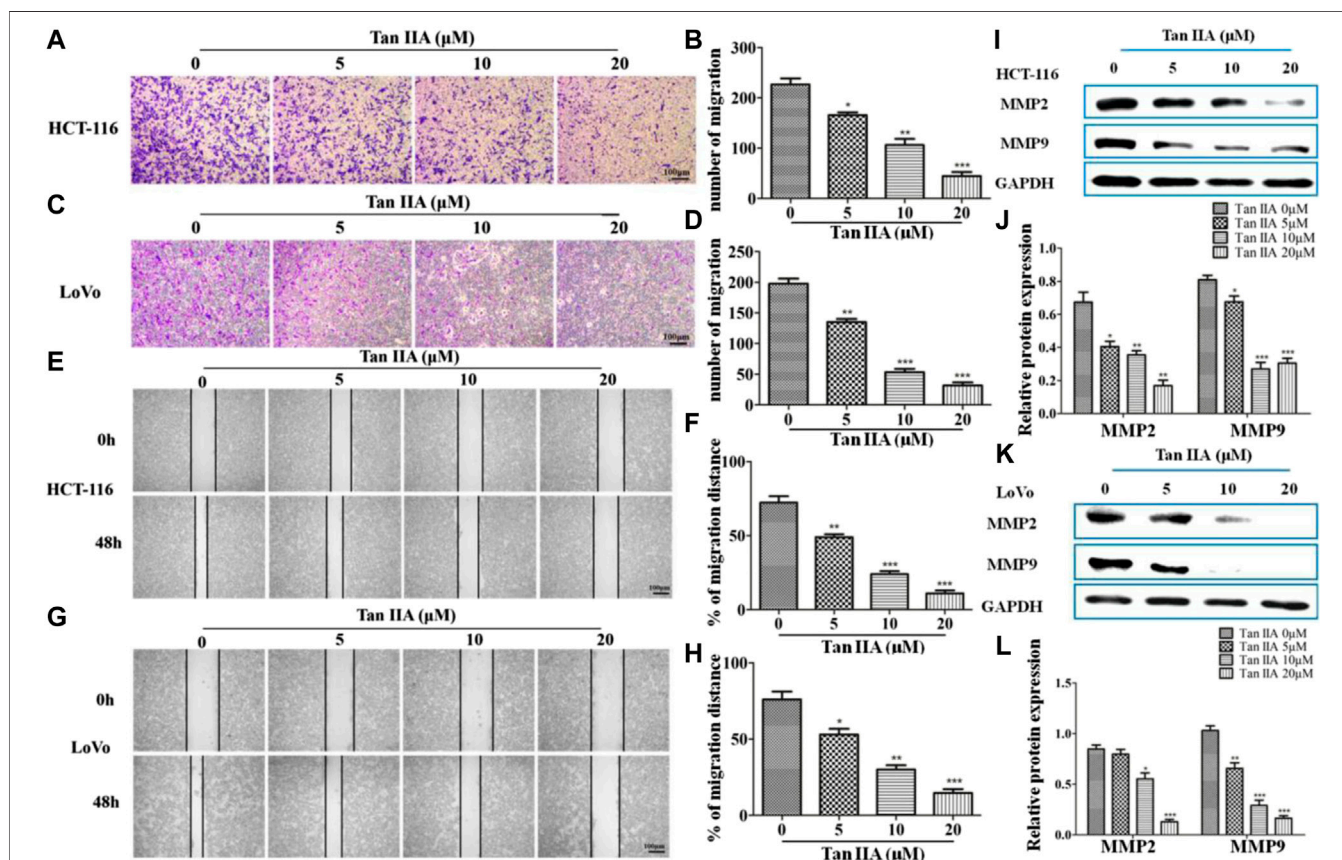 A
Tan IIA (μM)
0 5 10 20
HCT-116
100μm
B
number of migration
300
200
100
0
* ** ***
0 5 10 20
Tan IIA (μM)
C
Tan IIA (μM)
0 5 10 20
LoVo
100μm
D
number of migration
250
200
150
100
50
0
** *** ***
0 5 10 20
Tan IIA (μM)
E
Tan IIA (μM)
0 5 10 20
0h
HCT-116
48h
100μm
F
% of migration distance
100
50
0
** *** ***
0 5 10 20
Tan IIA (μM)
G
Tan IIA (μM)
0 5 10 20
0h
LoVo
48h
100μm
H
% of migration distance
100
50
0
* ** ***
0 5 10 20
Tan IIA (μM)
I
Tan IIA (μM)
HCT-116 0 5 10 20
MMP2
MMP9
GAPDH
J
Tan IIA 0μM
Tan IIA 5μM
Tan IIA 10μM
Tan IIA 20μM
Relative protein expression
1.0
0.8
0.6
0.4
0.2
0.0
* ** ** * *** ***
MMP2 MMP9
K
Tan IIA (μM)
LoVo 0 5 10 20
MMP2
MMP9
GAPDH
L
Tan IIA 0μM
Tan IIA 5μM
Tan IIA 10μM
Tan IIA 20μM
Relative protein expression
1.5
1.0
0.5
0.0
* *** ** *** ***
MMP2 MMP9